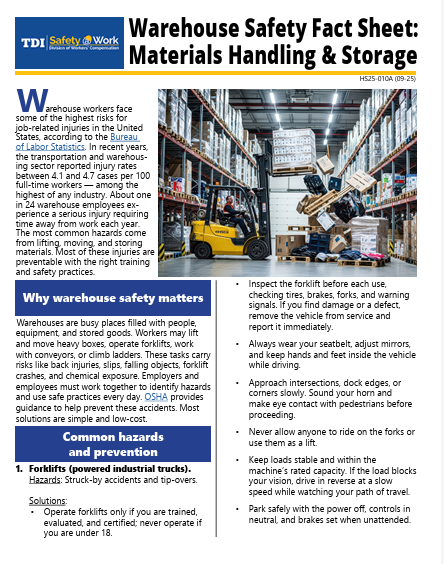 TDI Safety@Work
Division of Workers' Compensation
Warehouse Safety Fact Sheet:
Materials Handling & Storage
HS25-010A (09-25)
Warehouse workers face
some of the highest risks for
job-related injuries in the United
States, according to the Bureau
of Labor Statistics. In recent years,
the transportation and warehous-
ing sector reported injury rates
between 4.1 and 4.7 cases per 100
full-time workers — among the
highest of any industry. About one
in 24 warehouse employees ex-
perience a serious injury requiring
time away from work each year.
The most common hazards come
from lifting, moving, and storing
materials. Most of these injuries are
preventable with the right training
and safety practices.
Why warehouse safety matters
Warehouses are busy places filled with people,
equipment, and stored goods. Workers may lift
and move heavy boxes, operate forklifts, work
with conveyors, or climb ladders. These tasks carry
risks like back injuries, slips, falling objects, forklift
crashes, and chemical exposure. Employers and
employees must work together to identify hazards
and use safe practices every day. OSHA provides
guidance to help prevent these accidents. Most
solutions are simple and low-cost.
Common hazards
and prevention
1. Forklifts (powered industrial trucks).
Hazards: Struck-by accidents and tip-overs.
Solutions:
• Operate forklifts only if you are trained,
evaluated, and certified; never operate if
you are under 18.
• Inspect the forklift before each use,
checking tires, brakes, forks, and warning
signals. If you find damage or a defect,
remove the vehicle from service and
report it immediately.
• Always wear your seatbelt, adjust mirrors,
and keep hands and feet inside the vehicle
while driving.
• Approach intersections, dock edges, or
corners slowly. Sound your horn and
make eye contact with pedestrians before
proceeding.
• Never allow anyone to ride on the forks or
use them as a lift.
• Keep loads stable and within the
machine's rated capacity. If the load blocks
your vision, drive in reverse at a slow
speed while watching your path of travel.
• Park safely with the power off, controls in
neutral, and brakes set when unattended.